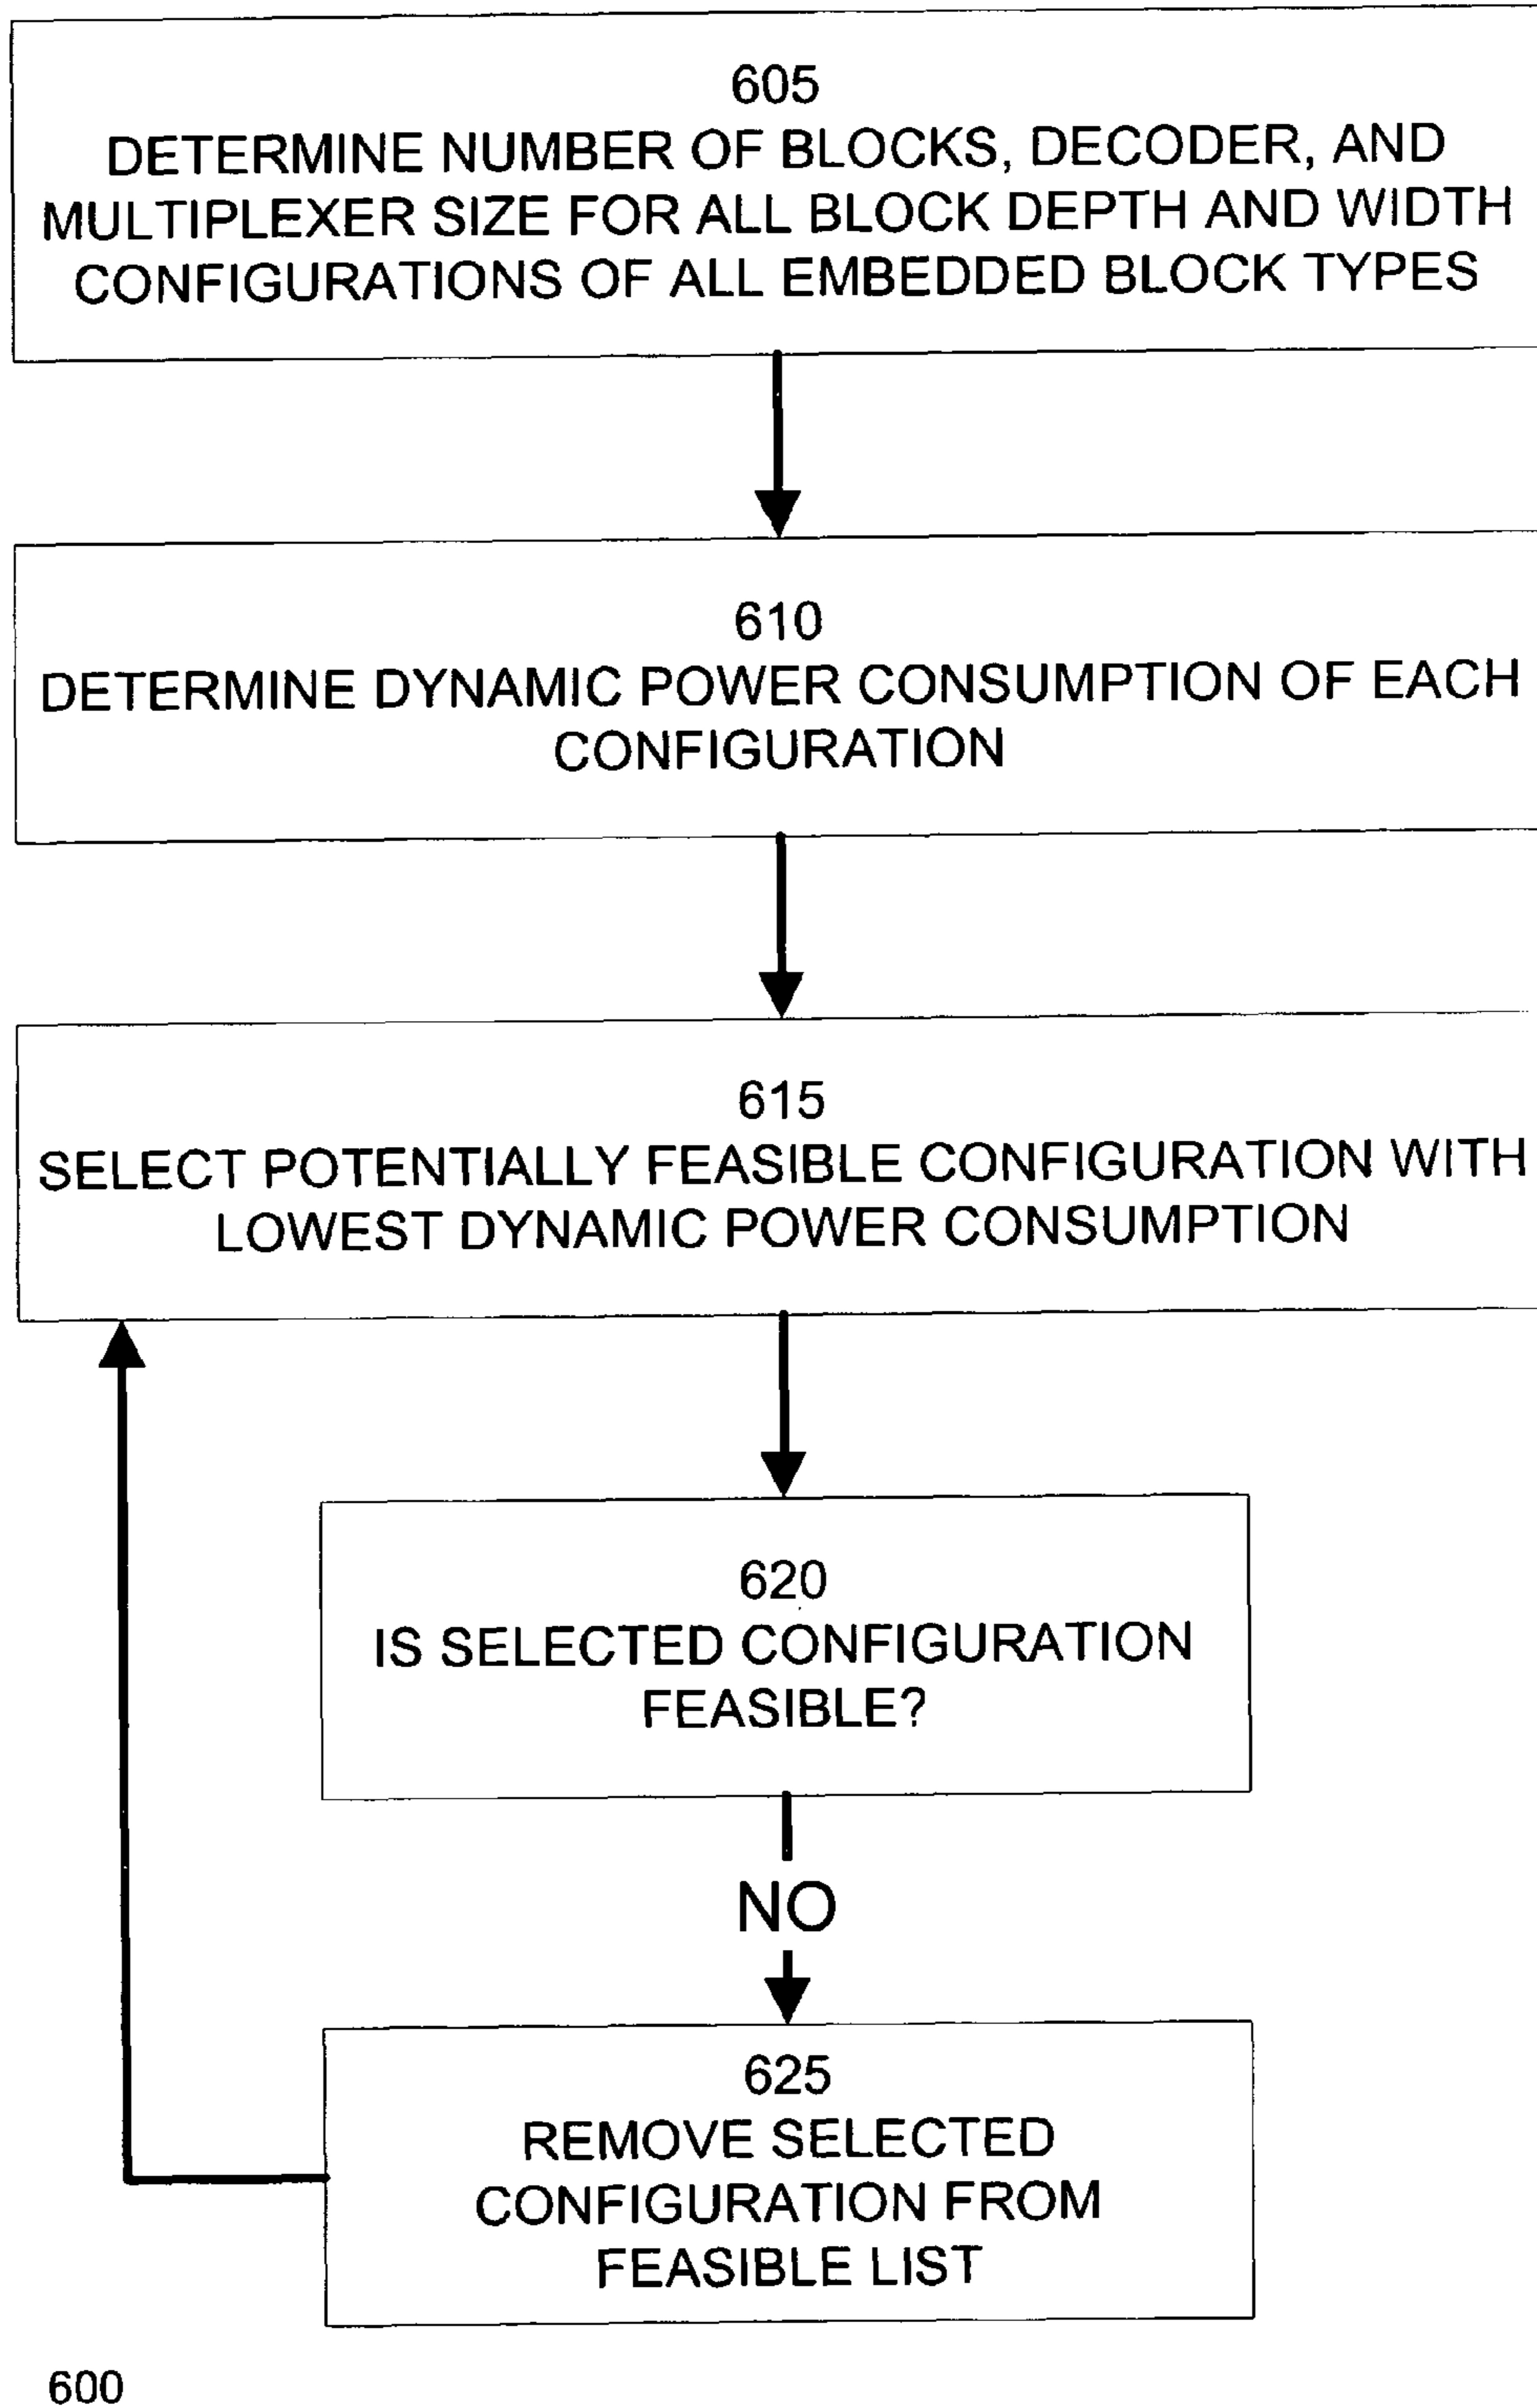 605
DETERMINE NUMBER OF BLOCKS, DECODER, AND
MULTIPLEXER SIZE FOR ALL BLOCK DEPTH AND WIDTH
CONFIGURATIONS OF ALL EMBEDDED BLOCK TYPES
610
DETERMINE DYNAMIC POWER CONSUMPTION OF EACH
CONFIGURATION
615
SELECT POTENTIALLY FEASIBLE CONFIGURATION WITH
LOWEST DYNAMIC POWER CONSUMPTION
620
IS SELECTED CONFIGURATION
FEASIBLE?
NO
625
REMOVE SELECTED
CONFIGURATION FROM
FEASIBLE LIST
600